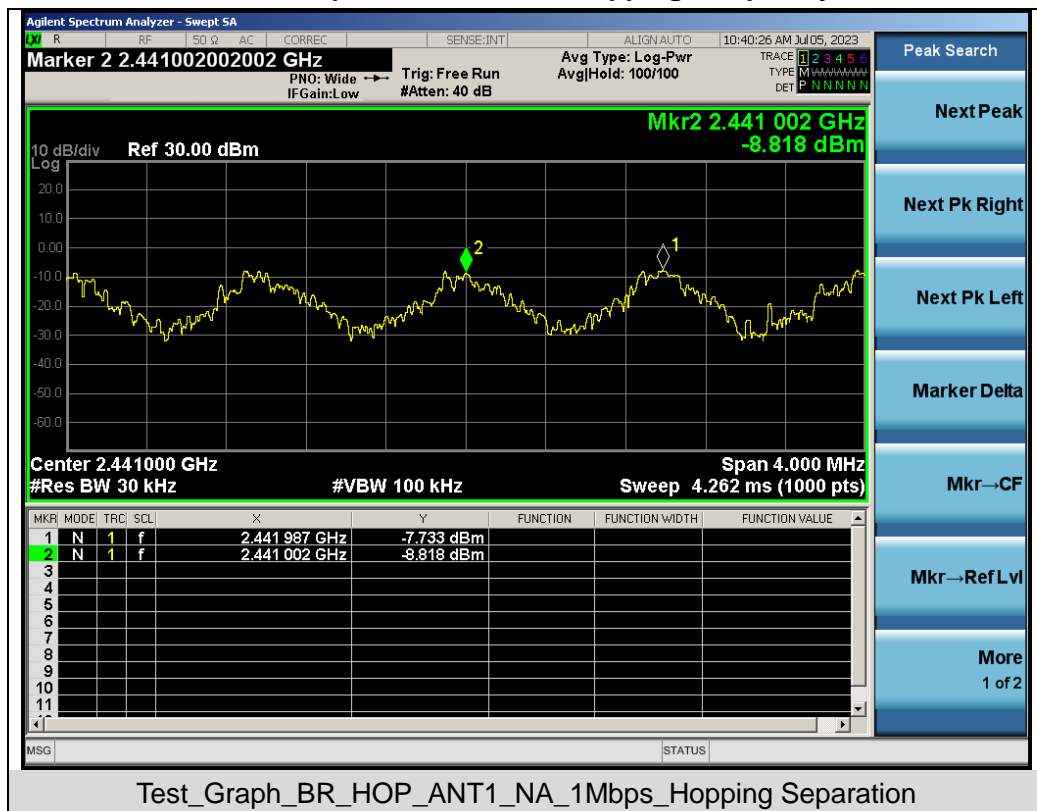 Agilent Spectrum Analyzer - Swept SA
LXI R RF 50 Ω AC CORREC SENSE:INT ALIGN AUTO 10:40:26 AM Jul 05, 2023
Marker 2 2.441002002002 GHz
PNO: Wide
IFGain:Low
Trig: Free Run
#Atten: 40 dB
Avg Type: Log-Pwr
Avg|Hold: 100/100
TRACE 1 2 3 4 5 6
TYPE M
DET P N N N N N
Mkr2 2.441 002 GHz
-8.818 dBm
10 dB/div Ref 30.00 dBm
Log
20.0
10.0
0.00
-10.0
-20.0
-30.0
-40.0
-50.0
-60.0
2
1
Center 2.441000 GHz Span 4.000 MHz
#Res BW 30 kHz #VBW 100 kHz Sweep 4.262 ms (1000 pts)
MKR MODE TRC SCL X Y FUNCTION FUNCTION WIDTH FUNCTION VALUE
1 N 1 f 2.441 987 GHz -7.733 dBm
2 N 1 f 2.441 002 GHz -8.818 dBm
3
4
5
6
7
8
9
10
11
MSG STATUS
Peak Search
Next Peak
Next Pk Right
Next Pk Left
Marker Delta
Mkr→CF
Mkr→Ref Lvl
More
1 of 2
Test_Graph_BR_HOP_ANT1_NA_1Mbps_Hopping Separation